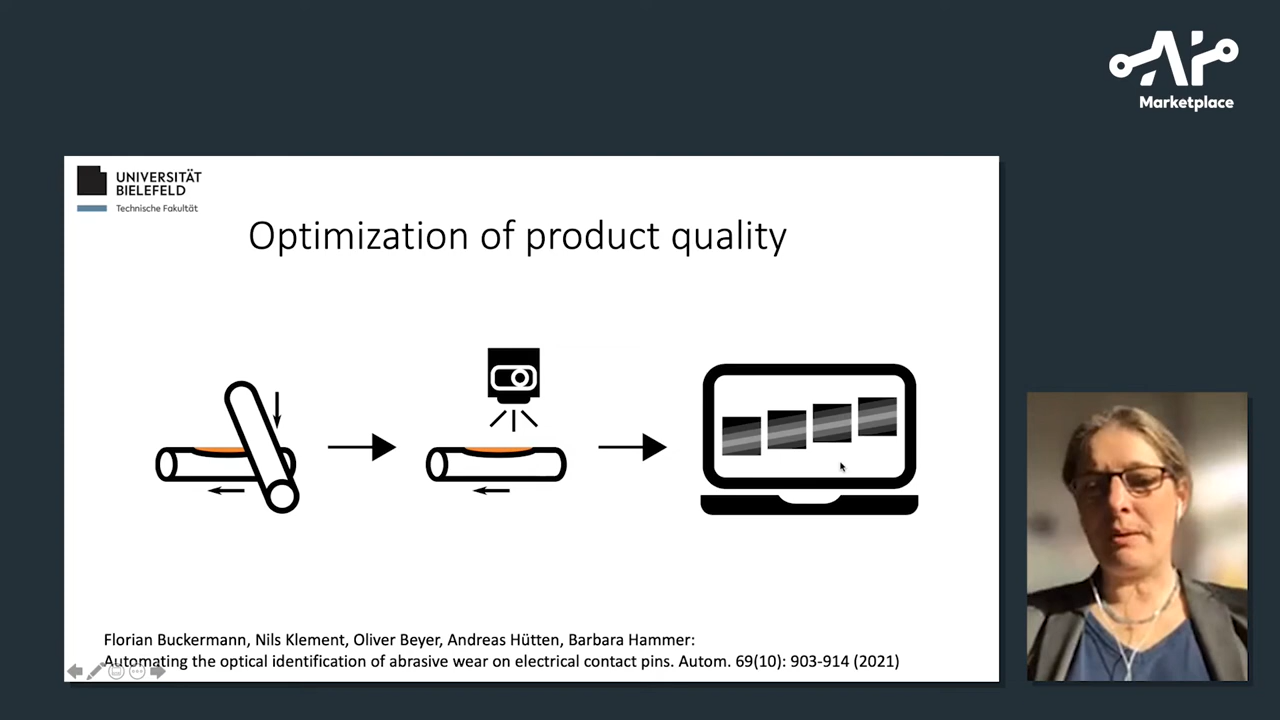 AI
Marketplace
UNIVERSITÄT
BIELEFELD
Technische Fakultät
Optimization of product quality
Florian Buckermann, Nils Klement, Oliver Beyer, Andreas Hütten, Barbara Hammer:
Automating the optical identification of abrasive wear on electrical contact pins. Autom. 69(10): 903-914 (2021)